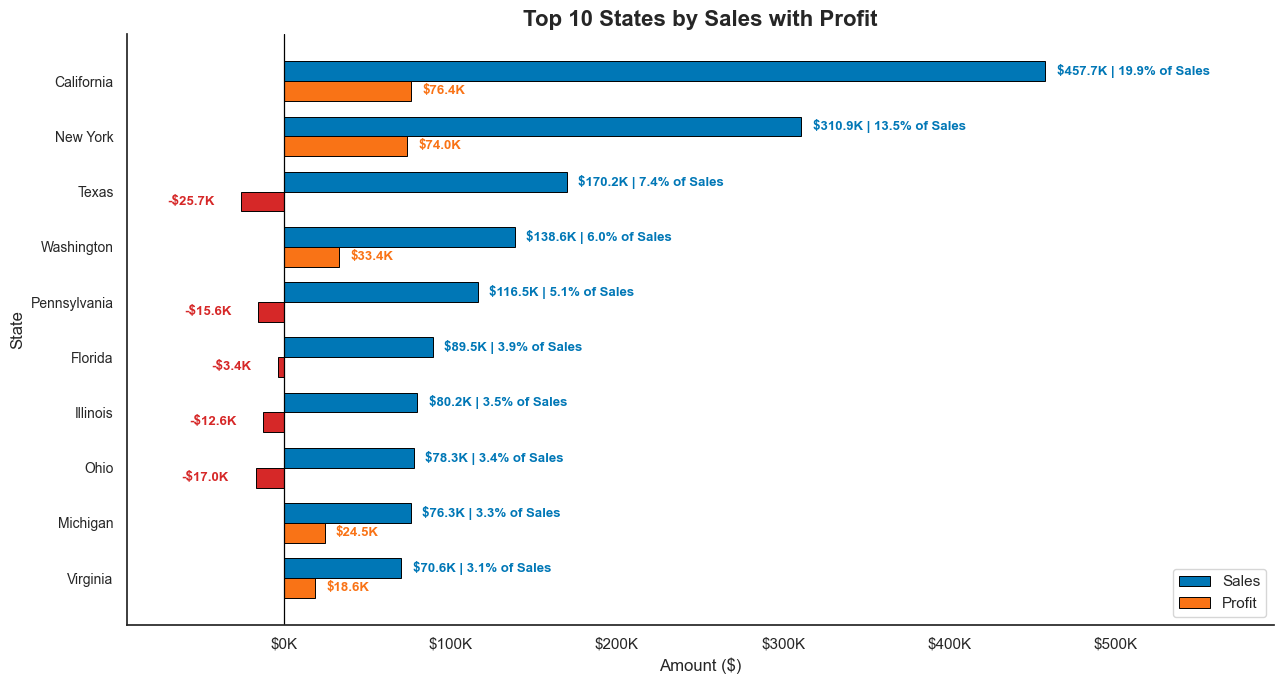 Top 10 States by Sales with Profit
California
$457.7K | 19.9% of Sales
$76.4K
New York
$310.9K | 13.5% of Sales
$74.0K
Texas
$170.2K | 7.4% of Sales
-$25.7K
Washington
$138.6K | 6.0% of Sales
$33.4K
Pennsylvania
$116.5K | 5.1% of Sales
-$15.6K
Florida
$89.5K | 3.9% of Sales
-$3.4K
Illinois
$80.2K | 3.5% of Sales
-$12.6K
Ohio
$78.3K | 3.4% of Sales
-$17.0K
Michigan
$76.3K | 3.3% of Sales
$24.5K
Virginia
$70.6K | 3.1% of Sales
$18.6K
State
Sales
Profit
$0K $100K $200K $300K $400K $500K
Amount ($)